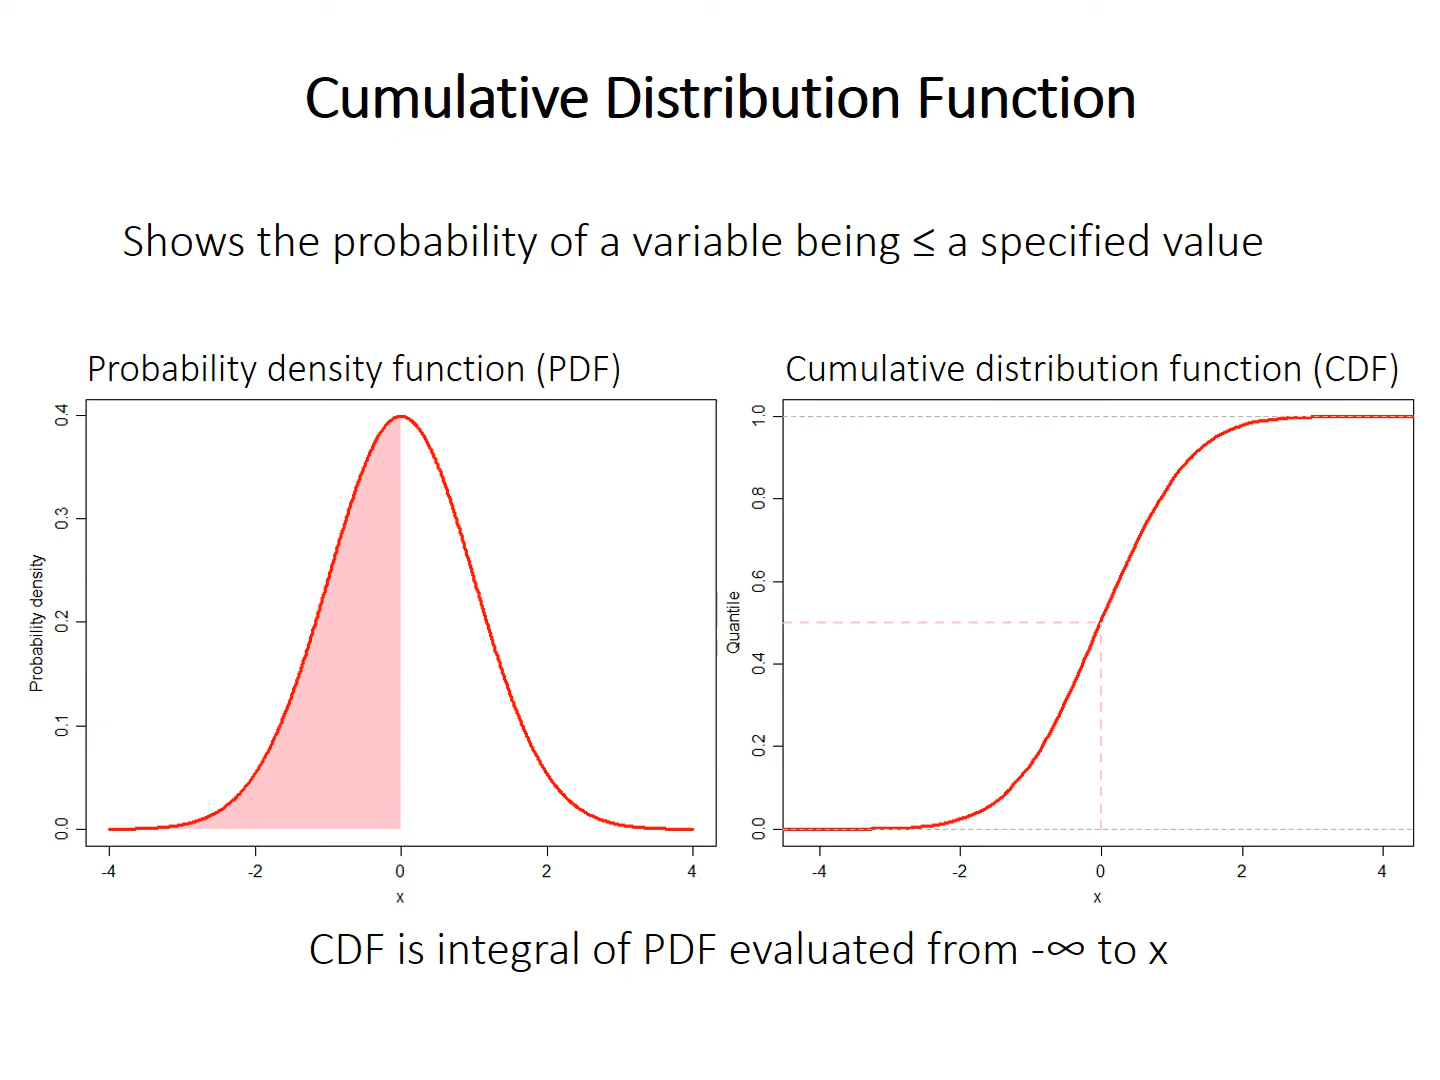 Cumulative Distribution Function
Shows the probability of a variable being ≤ a specified value
Probability density function (PDF)
Probability density
0.4
0.3
0.2
0.1
0.0
-4 -2 0 2 4
x
Cumulative distribution function (CDF)
Quantile
1.0
0.8
0.6
0.4
0.2
0.0
-4 -2 0 2 4
x
CDF is integral of PDF evaluated from -∞ to x